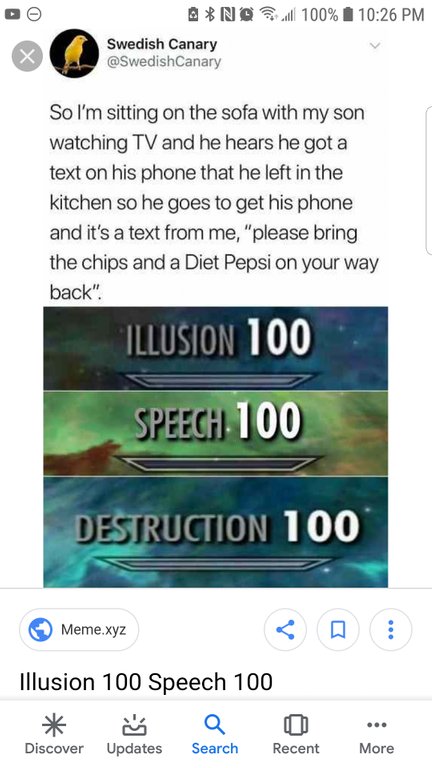 100% 10:26 PM
Swedish Canary
@SwedishCanary
So I'm sitting on the sofa with my son
watching TV and he hears he got a
text on his phone that he left in the
kitchen so he goes to get his phone
and it's a text from me, "please bring
the chips and a Diet Pepsi on your way
back".
ILLUSION 100
SPEECH 100
DESTRUCTION 100
Meme.xyz
Illusion 100 Speech 100
Discover Updates Search Recent More